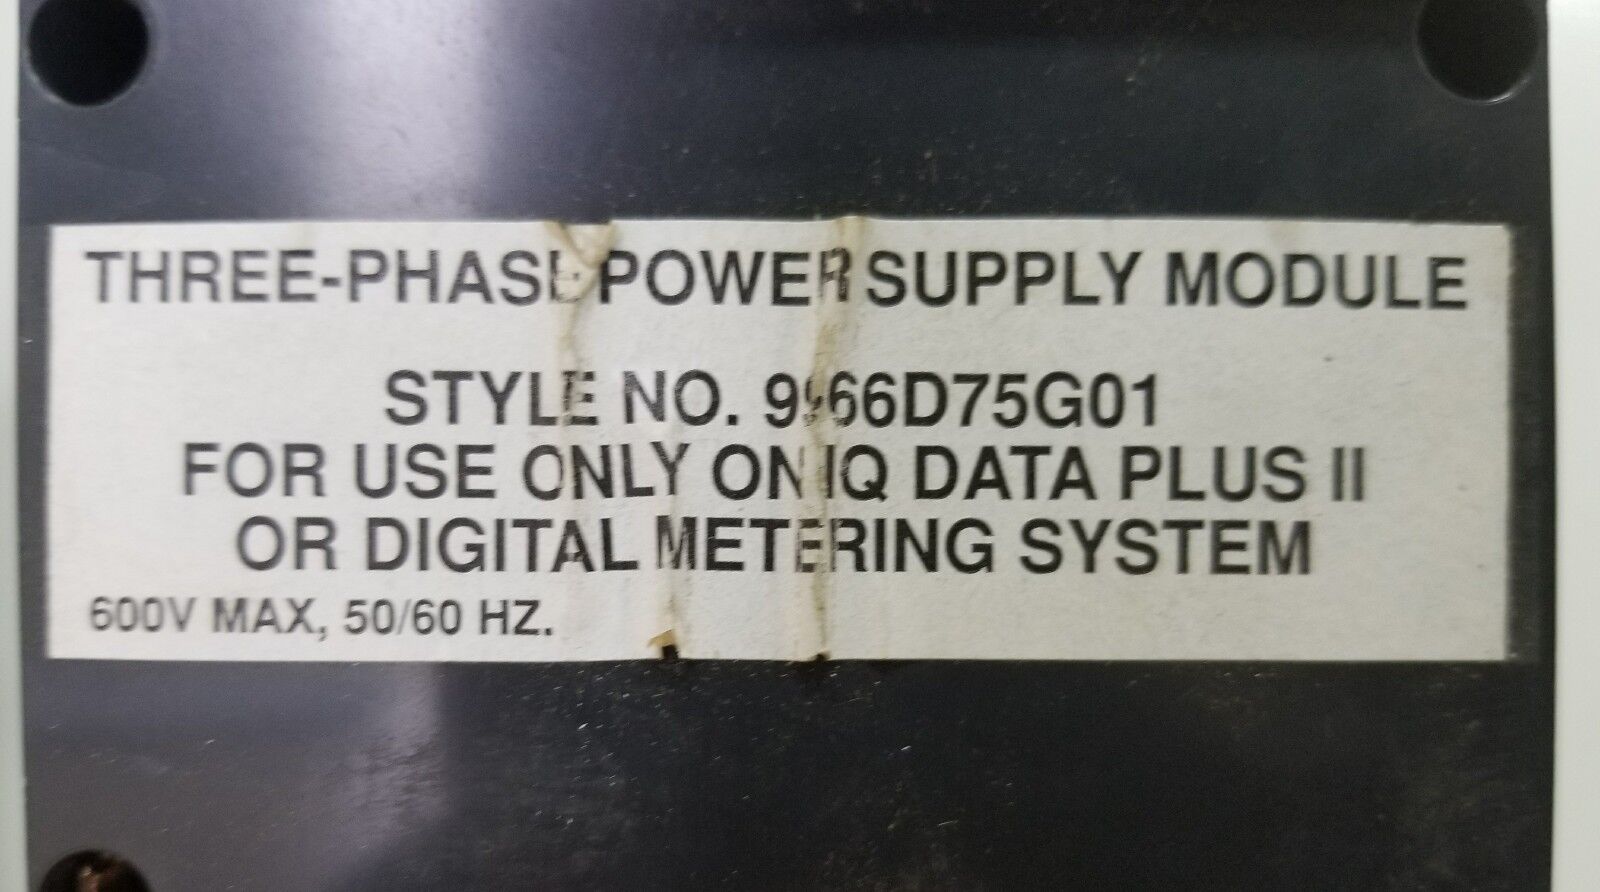 THREE-PHASE POWER SUPPLY MODULE
STYLE NO. 9966D75G01
FOR USE ONLY ON IQ DATA PLUS II
OR DIGITAL METERING SYSTEM
600V MAX, 50/60 HZ.